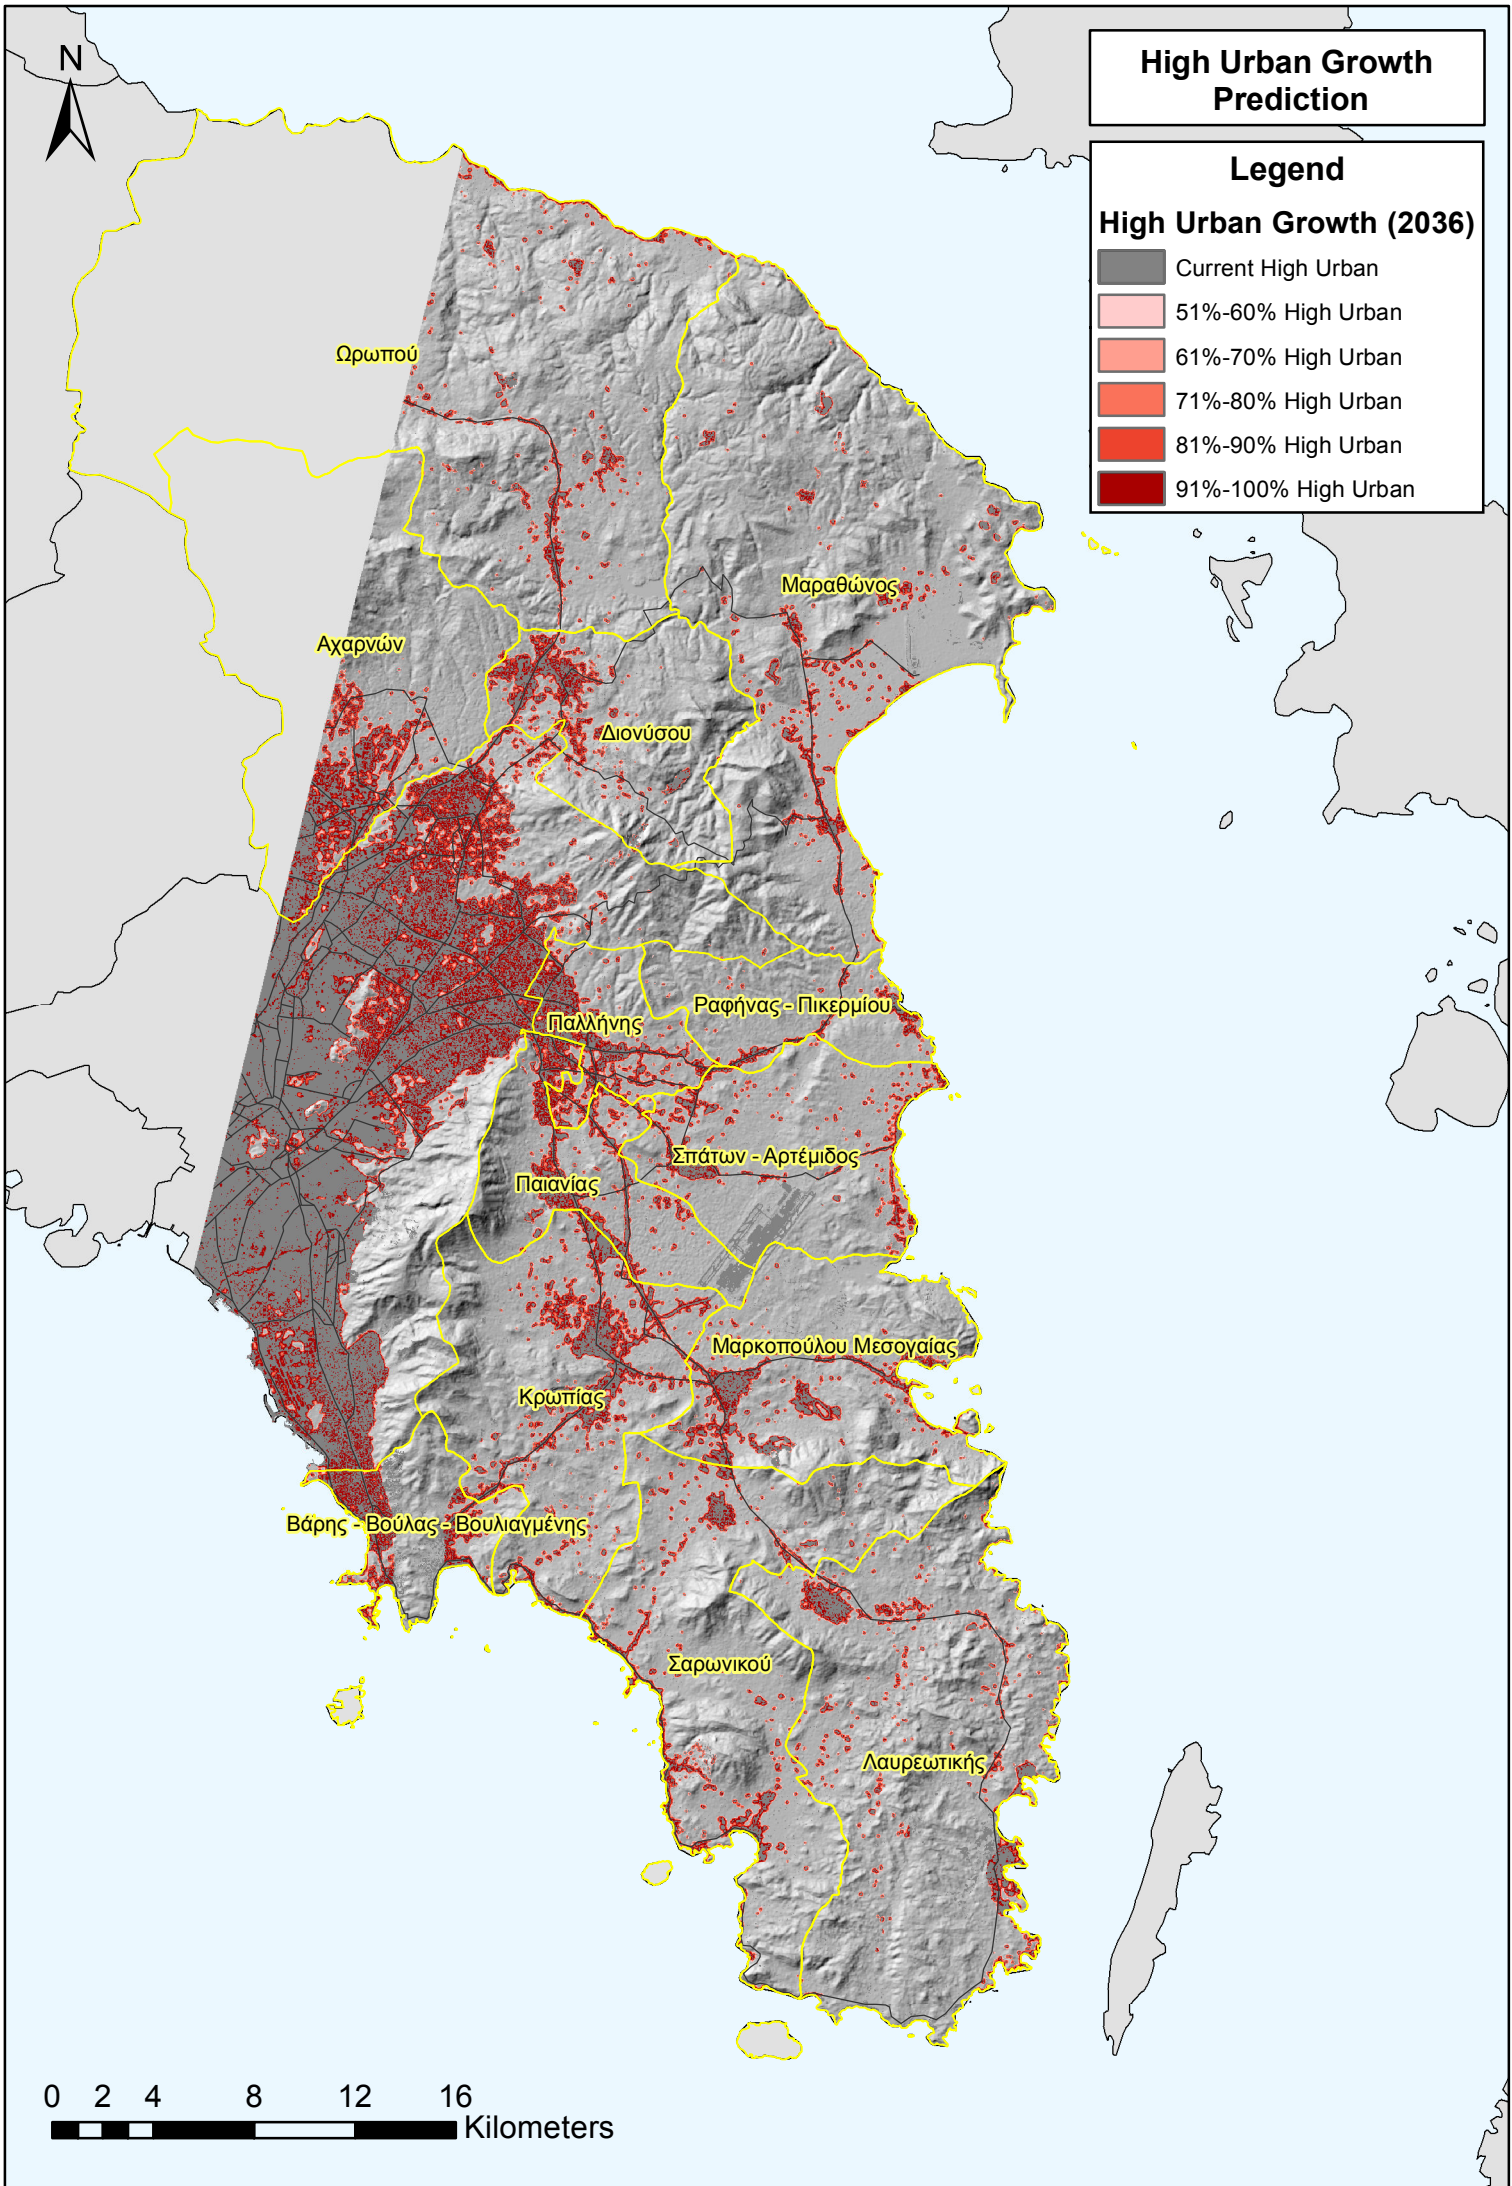 High Urban Growth
Prediction
N
Legend
High Urban Growth (2036)
Current High Urban
51%-60% High Urban
61%-70% High Urban
71%-80% High Urban
81%-90% High Urban
91%-100% High Urban
Ωρωπού
Μαραθώνος
Αχαρνών
Διονύσου
Ραφήνας - Πικερμίου
Παλλήνης
Σπάτων - Αρτέμιδος
Παιανίας
Μαρκοπούλου Μεσογαίας
Κρωπίας
Βάρης - Βούλας - Βουλιαγμένης
Σαρωνικού
Λαυρεωτικής
0 2 4 8 12 16
Kilometers